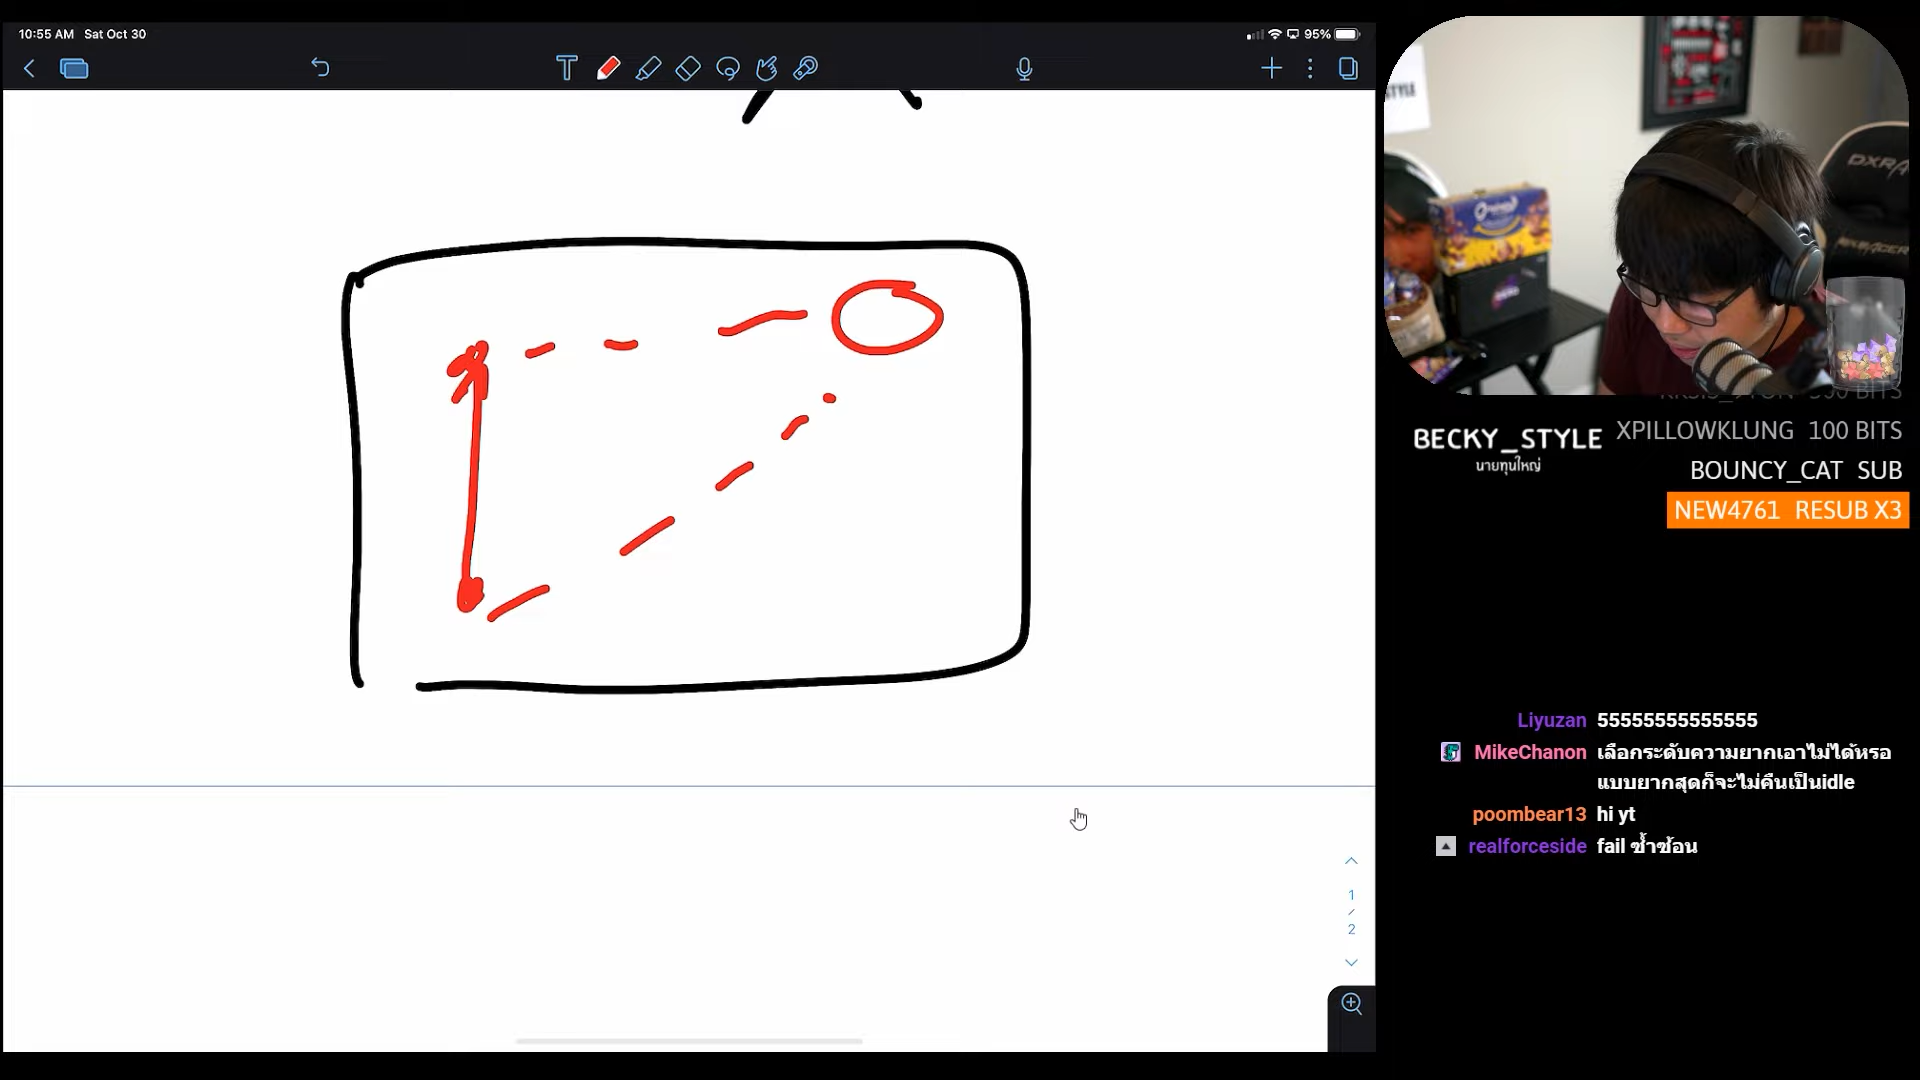 10:55 AM Sat Oct 30
95%
T
1
2
STYLE
DXRA
BECKY_STYLE
นายทุนใหญ่
XPILLOWKLUNG 100 BITS
BOUNCY_CAT SUB
NEW4761 RESUB X3
Liyuzan 55555555555555
MikeChanon เลือกระดับความยากเอาไม่ได้หรอ
แบบยากสุดก็จะไม่คืนเป็นidle
poombear13 hi yt
realforceside fail ซ้ำซ้อน